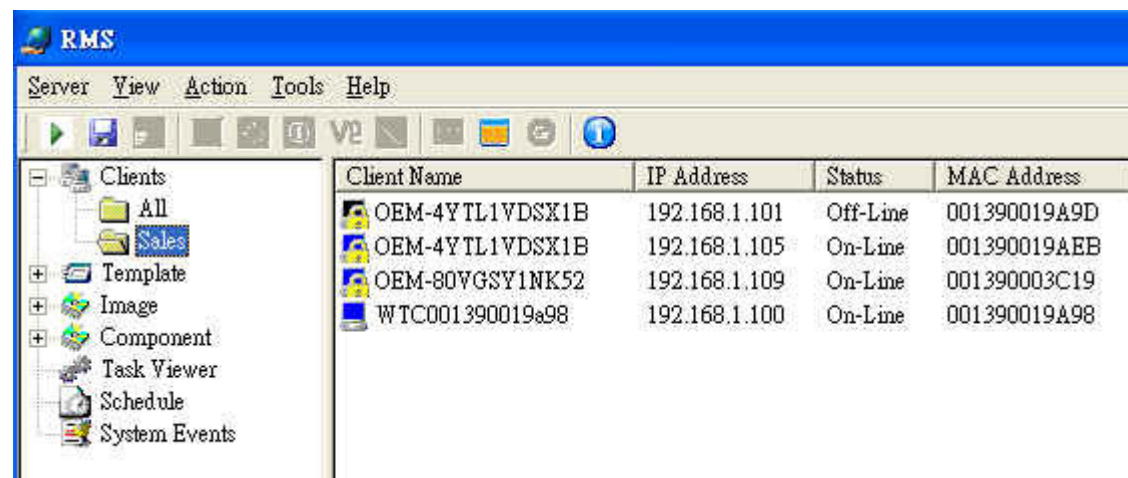 RMS
Server View Action Tools Help
Clients
All
Sales
Template
Image
Component
Task Viewer
Schedule
System Events
Client Name IP Address Status MAC Address
OEM-4YTL1VDSX1B 192.168.1.101 Off-Line 001390019A9D
OEM-4YTL1VDSX1B 192.168.1.105 On-Line 001390019AEB
OEM-80VGSY1NK52 192.168.1.109 On-Line 001390003C19
WTC001390019a98 192.168.1.100 On-Line 001390019A98